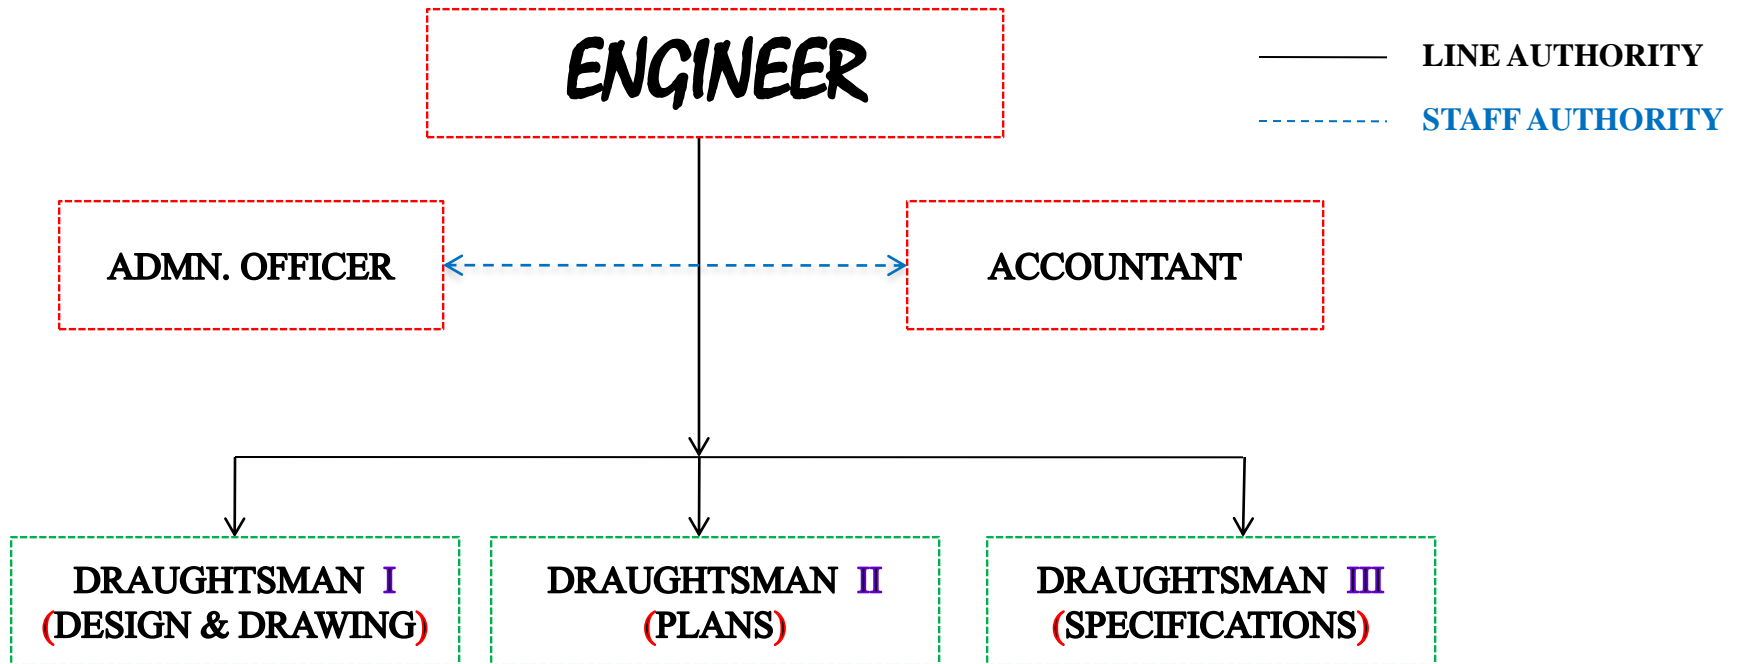 ENGINEER
LINE AUTHORITY
STAFF AUTHORITY
ADMN. OFFICER
ACCOUNTANT
DRAUGHTSMAN I
(DESIGN & DRAWING)
DRAUGHTSMAN II
(PLANS)
DRAUGHTSMAN III
(SPECIFICATIONS)